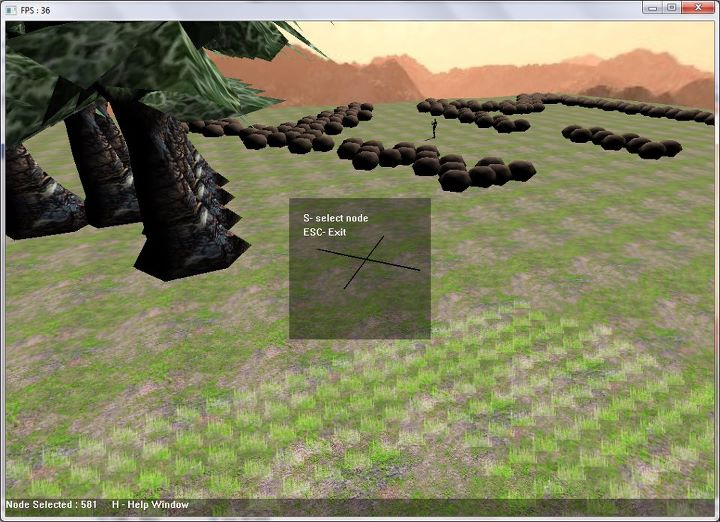 FPS : 36
S- select node
ESC- Exit
Node Selected : 581 H - Help Window